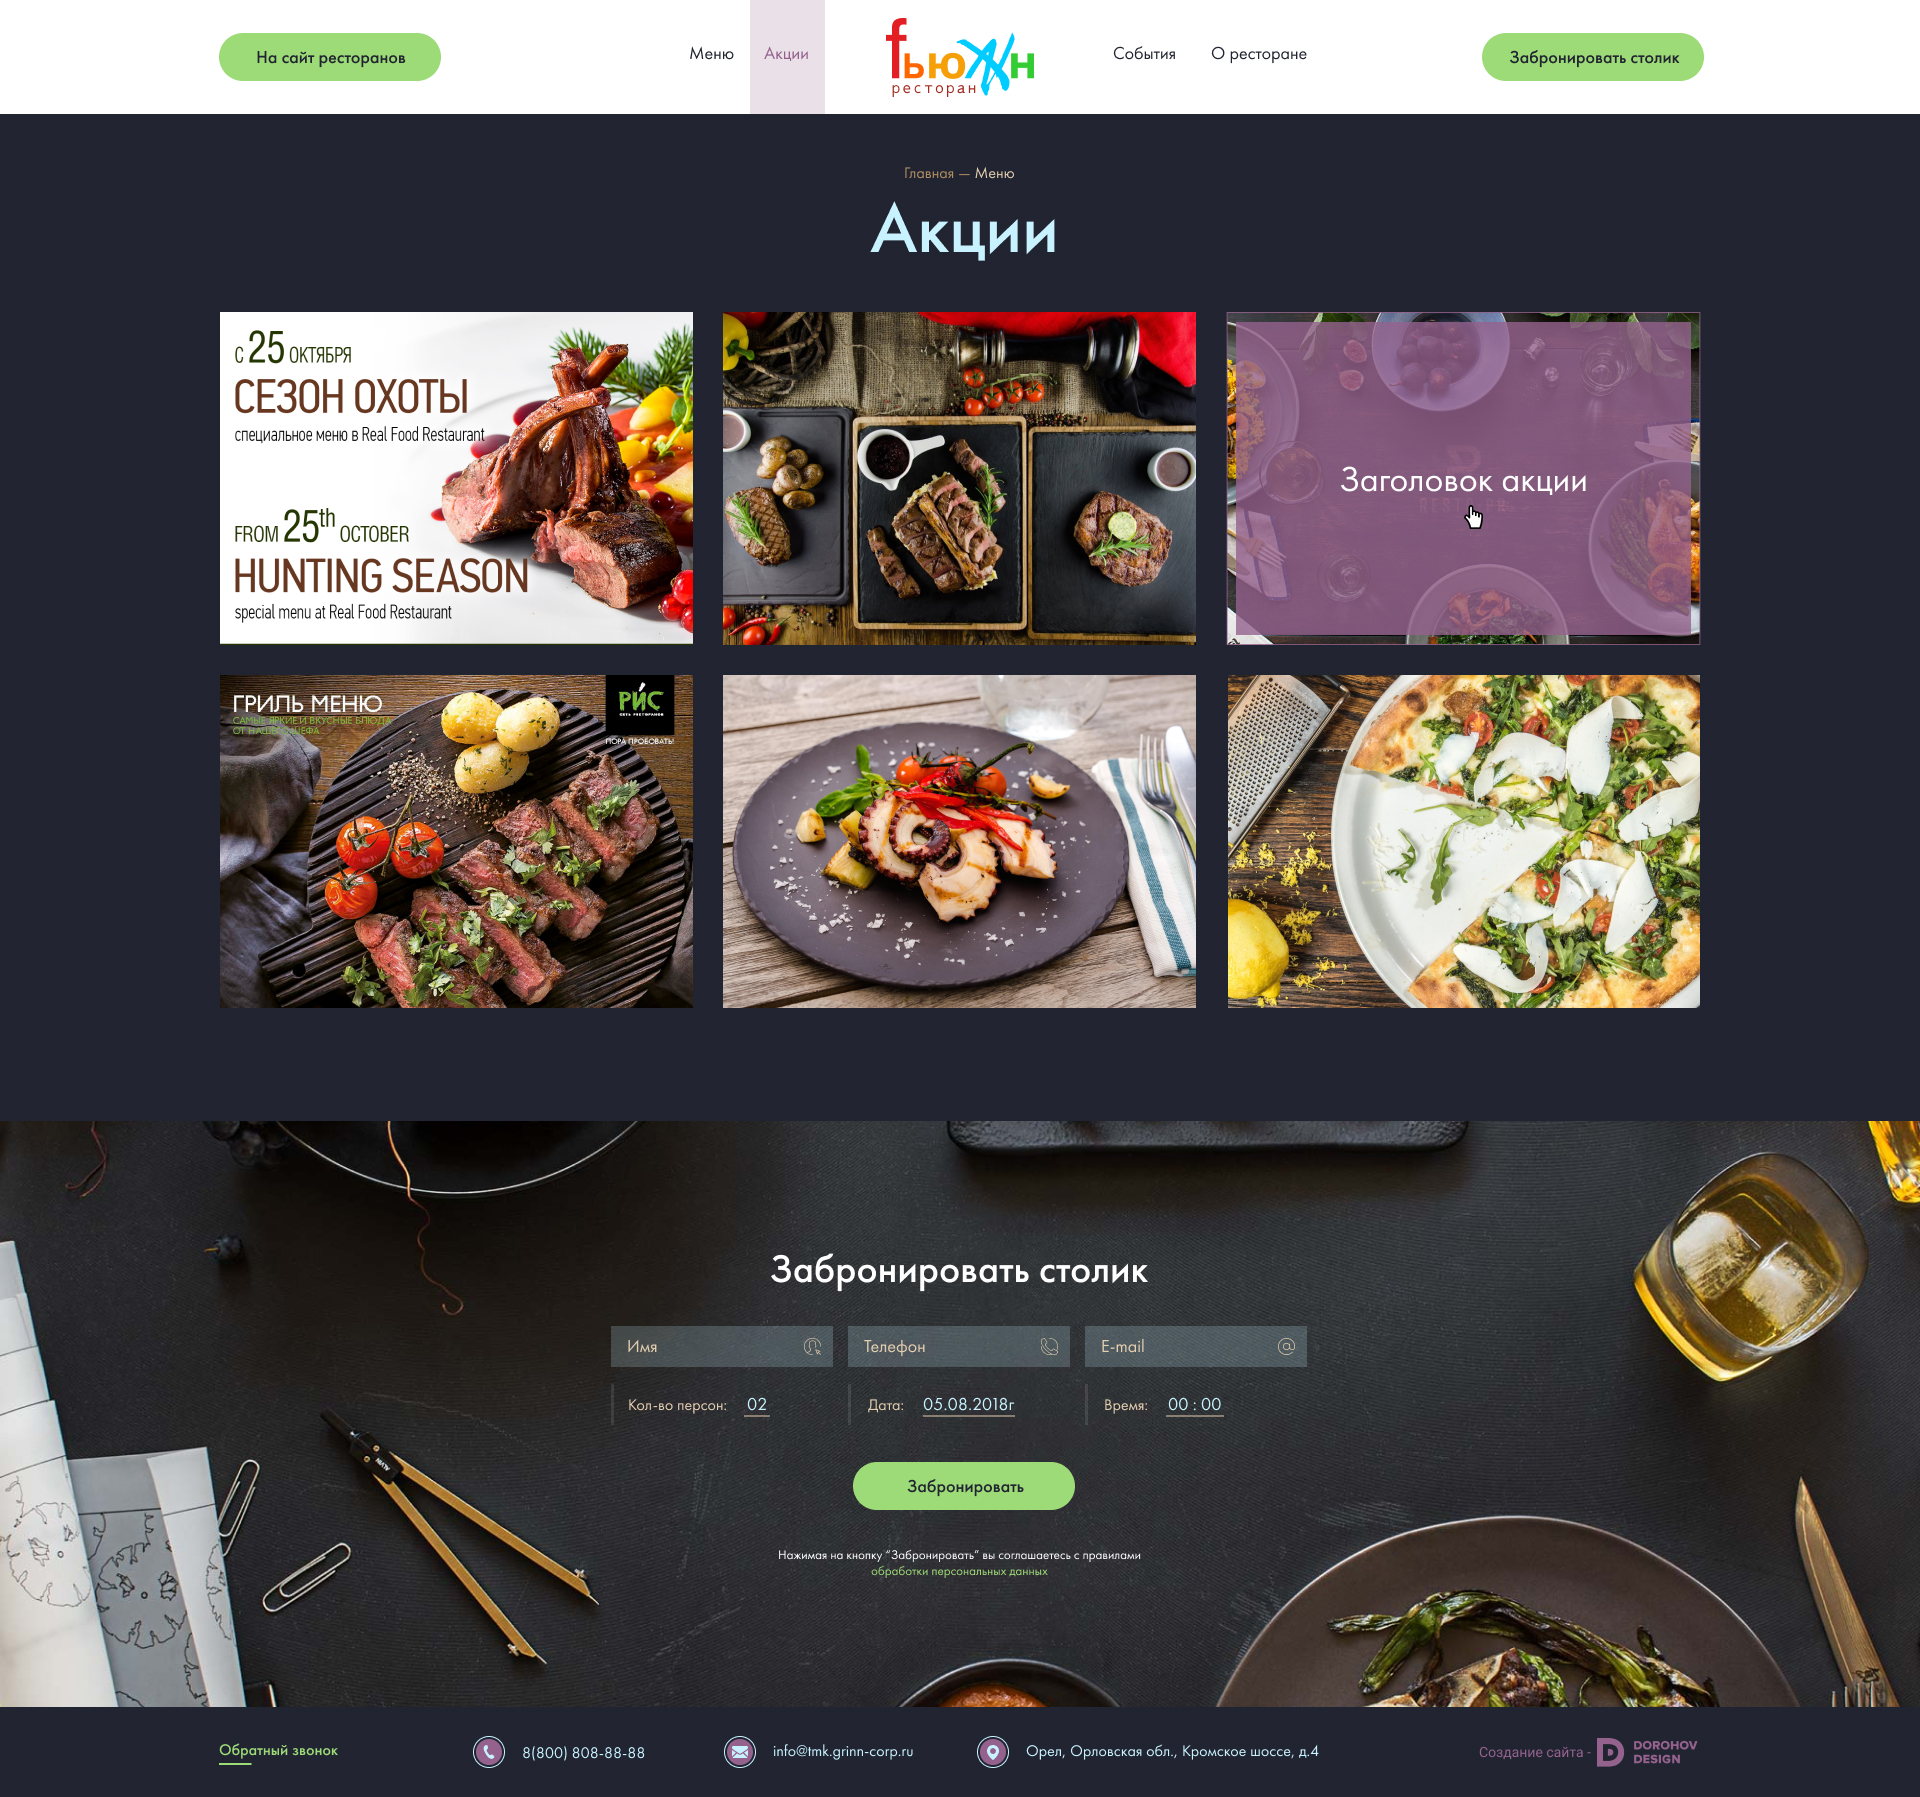 На сайт ресторанов
Меню
Акции
fьюжн
ресторан
События
О ресторане
Забронировать столик
Главная — Меню
Акции
С 25 ОКТЯБРЯ
СЕЗОН ОХОТЫ
специальное меню в Real Food Restaurant
FROM 25th OCTOBER
HUNTING SEASON
special menu at Real Food Restaurant
Заголовок акции
ГРИЛЬ МЕНЮ
САМЫЕ ЯРКИЕ И ВКУСНЫЕ БЛЮДА
ОТ НАШЕГО ШЕФА
РИС
СЕТЬ РЕСТОРАНОВ
ПОРА ПРОБОВАТЬ!
Забронировать столик
Имя
Телефон
E-mail
Кол-во персон: 02
Дата: 05.08.2018г
Время: 00 : 00
Забронировать
Нажимая на кнопку “Забронировать” вы соглашаетесь с правилами
обработки персональных данных
Обратный звонок
8(800) 808-88-88
info@tmk.grinn-corp.ru
Орел, Орловская обл., Кромское шоссе, д.4
Создание сайта -
DOROHOV
DESIGN